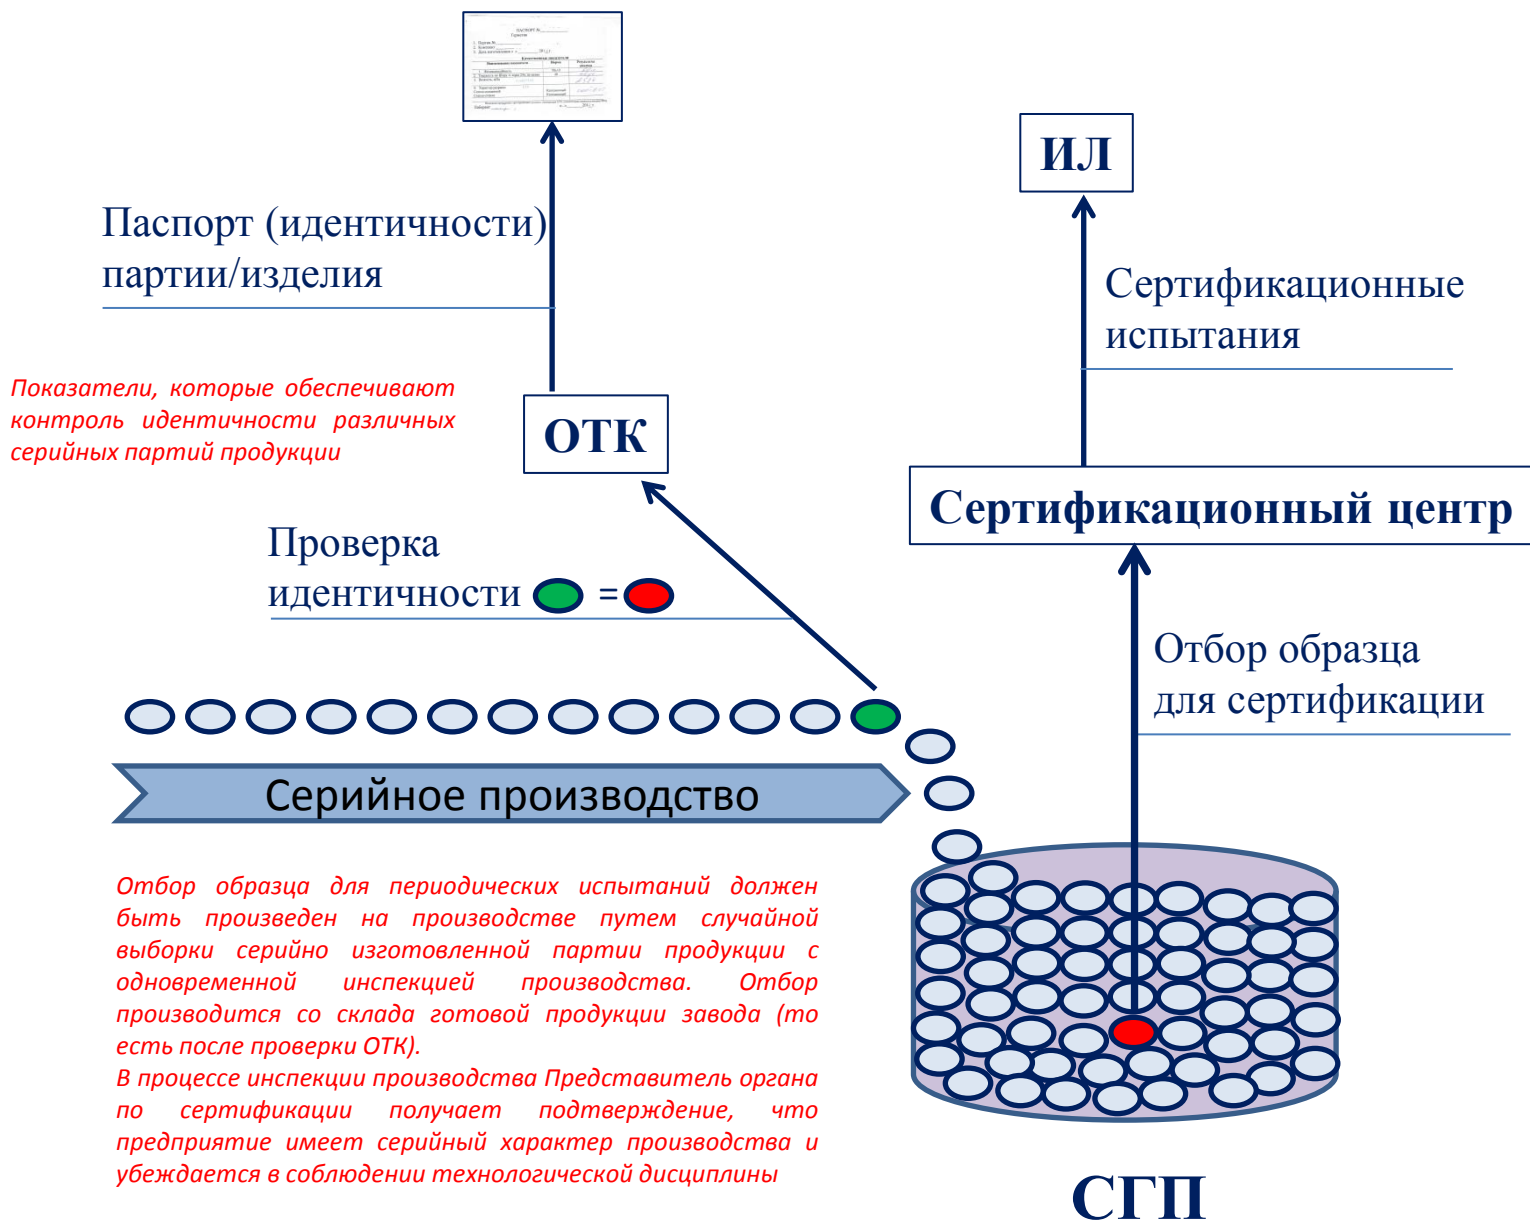 ПАСПОРТ №
ИЛ
Паспорт (идентичности)
партии/изделия
Сертификационные
испытания
Показатели, которые обеспечивают
контроль идентичности различных
серийных партий продукции
ОТК
Сертификационный центр
Проверка
идентичности =
Отбор образца
для сертификации
Серийное производство
Отбор образца для периодических испытаний должен
быть произведен на производстве путем случайной
выборки серийно изготовленной партии продукции с
одновременной инспекцией производства. Отбор
производится со склада готовой продукции завода (то
есть после проверки ОТК).
В процессе инспекции производства Представитель органа
по сертификации получает подтверждение, что
предприятие имеет серийный характер производства и
убеждается в соблюдении технологической дисциплины
СГП